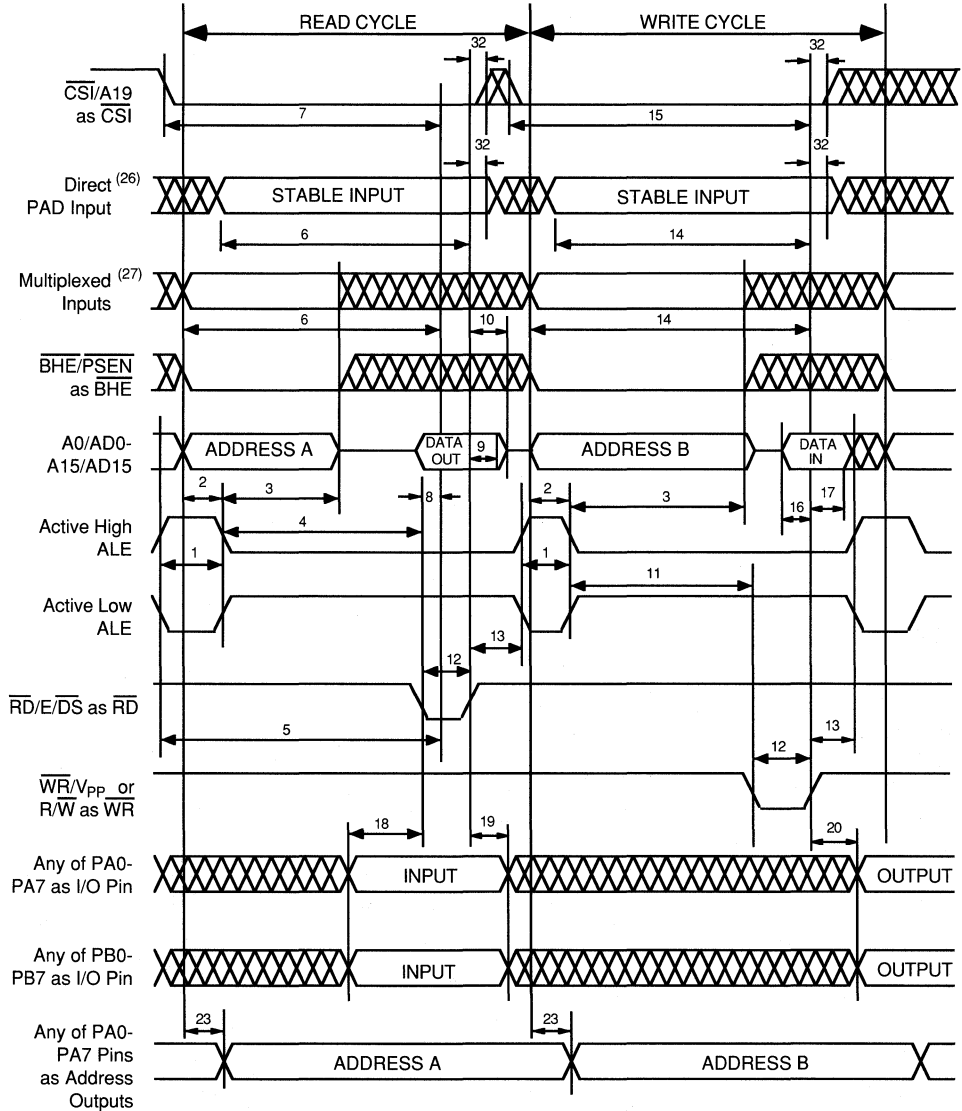 READ CYCLE WRITE CYCLE
32 32
CSI/A19
as CSI
7 15
32 32
Direct (26)
PAD Input
STABLE INPUT STABLE INPUT
6 14
Multiplexed (27)
Inputs
6 10 14
BHE/PSEN
as BHE
A0/AD0-
A15/AD15
ADDRESS A DATA OUT 9 ADDRESS B DATA IN
2 3 8 2 3 16 17
Active High
ALE
4
1 1 11
Active Low
ALE
13
12
RD/E/DS as RD
5 13
12
WR/VPP or
R/W as WR
18 19 20
Any of PA0-
PA7 as I/O Pin
INPUT OUTPUT
Any of PB0-
PB7 as I/O Pin
INPUT OUTPUT
23 23
Any of PA0-
PA7 Pins
as Address
Outputs
ADDRESS A ADDRESS B